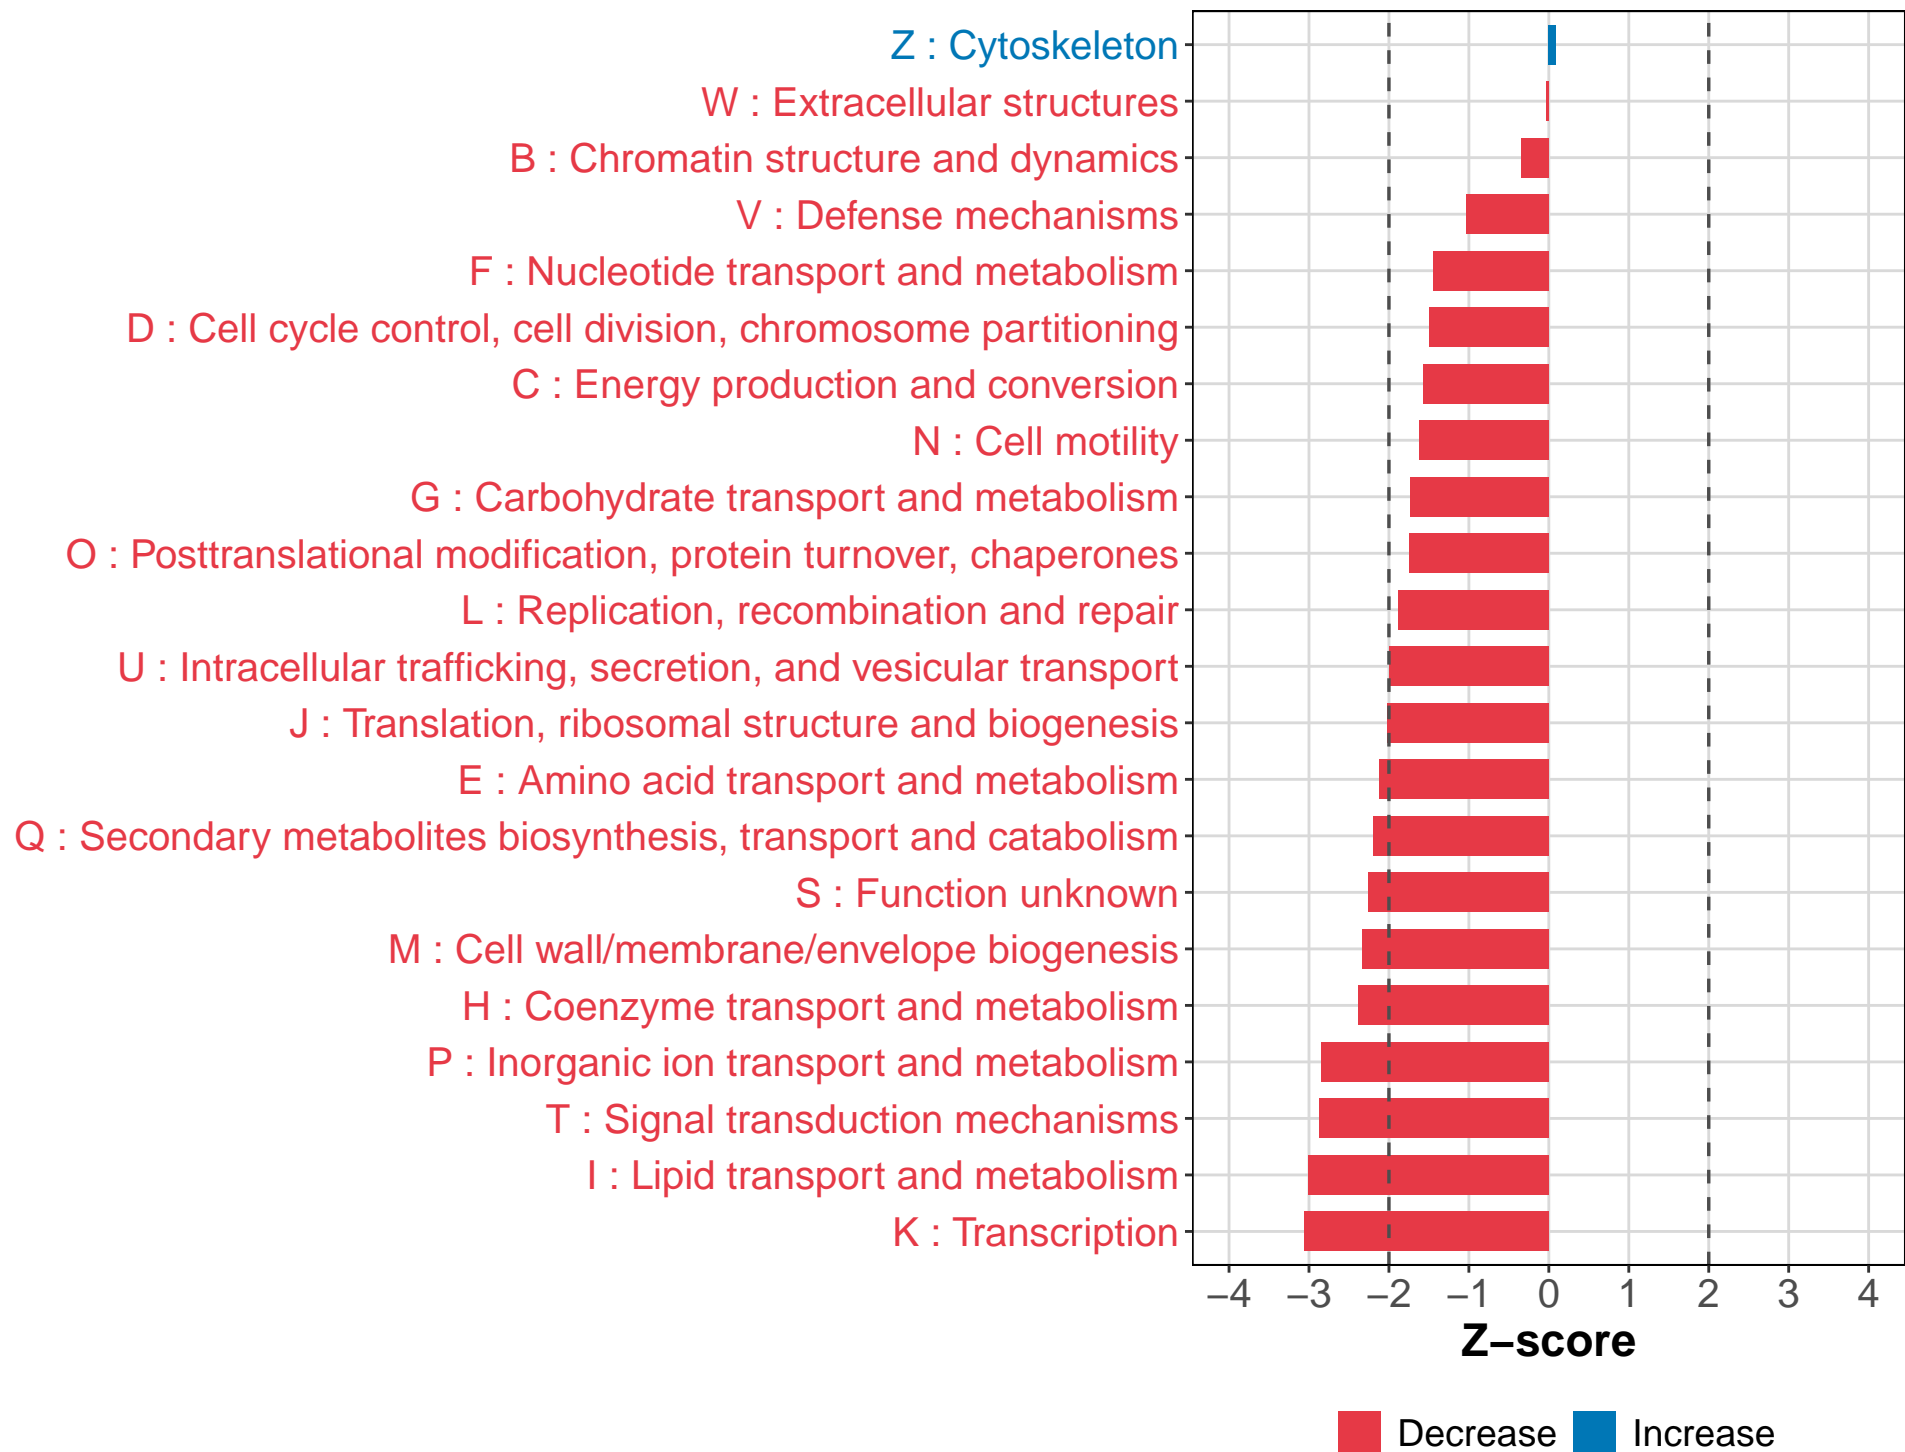 Z : Cytoskeleton
W : Extracellular structures
B : Chromatin structure and dynamics
V : Defense mechanisms
F : Nucleotide transport and metabolism
D : Cell cycle control, cell division, chromosome partitioning
C : Energy production and conversion
N : Cell motility
G : Carbohydrate transport and metabolism
O : Posttranslational modification, protein turnover, chaperones
L : Replication, recombination and repair
U : Intracellular trafficking, secretion, and vesicular transport
J : Translation, ribosomal structure and biogenesis
E : Amino acid transport and metabolism
Q : Secondary metabolites biosynthesis, transport and catabolism
S : Function unknown
M : Cell wall/membrane/envelope biogenesis
H : Coenzyme transport and metabolism
P : Inorganic ion transport and metabolism
T : Signal transduction mechanisms
I : Lipid transport and metabolism
K : Transcription
−4 −3 −2 −1 0 1 2 3 4
Z−score
Decrease Increase